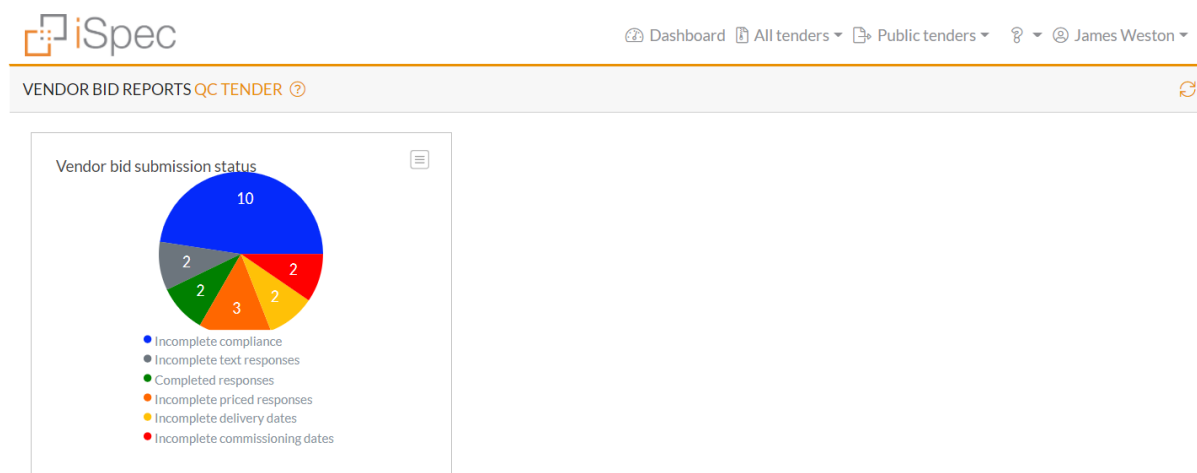 iSpec
Dashboard All tenders Public tenders James Weston
VENDOR BID REPORTS QC TENDER
Vendor bid submission status
10
2
2
2
2
3
Incomplete compliance
Incomplete text responses
Completed responses
Incomplete priced responses
Incomplete delivery dates
Incomplete commissioning dates